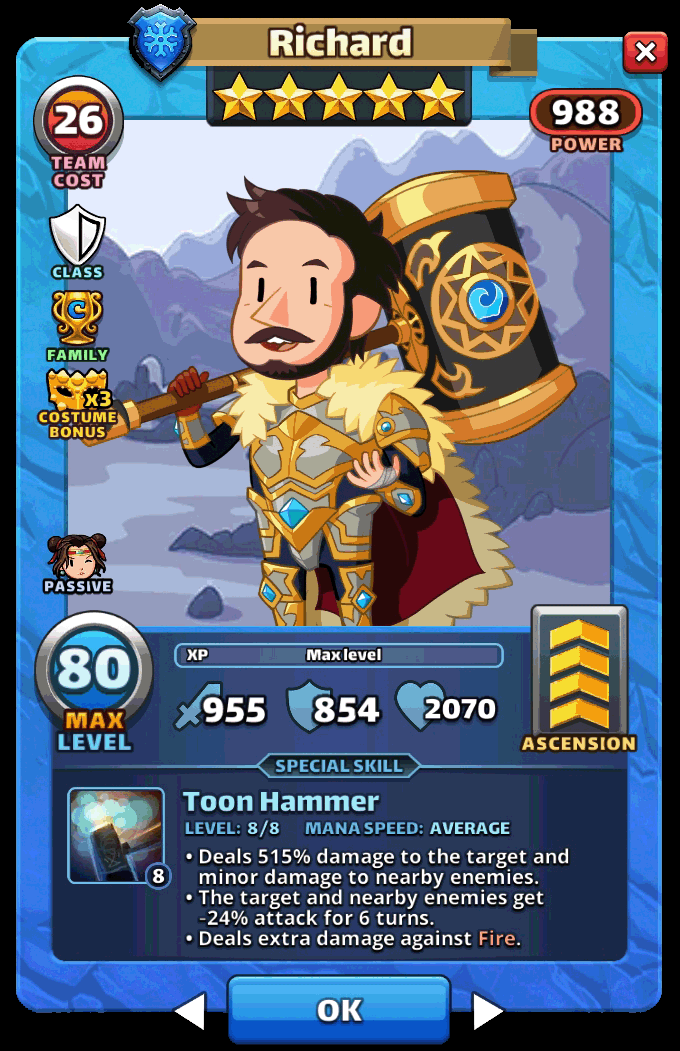 Richard
26
TEAM
COST
988
POWER
CLASS
FAMILY
x3
COSTUME
BONUS
PASSIVE
80
MAX
LEVEL
XP
Max level
955
854
2070
ASCENSION
SPECIAL SKILL
8
Toon Hammer
LEVEL: 8/8 MANA SPEED: AVERAGE
• Deals 515% damage to the target and
minor damage to nearby enemies.
• The target and nearby enemies get
-24% attack for 6 turns.
• Deals extra damage against Fire.
OK